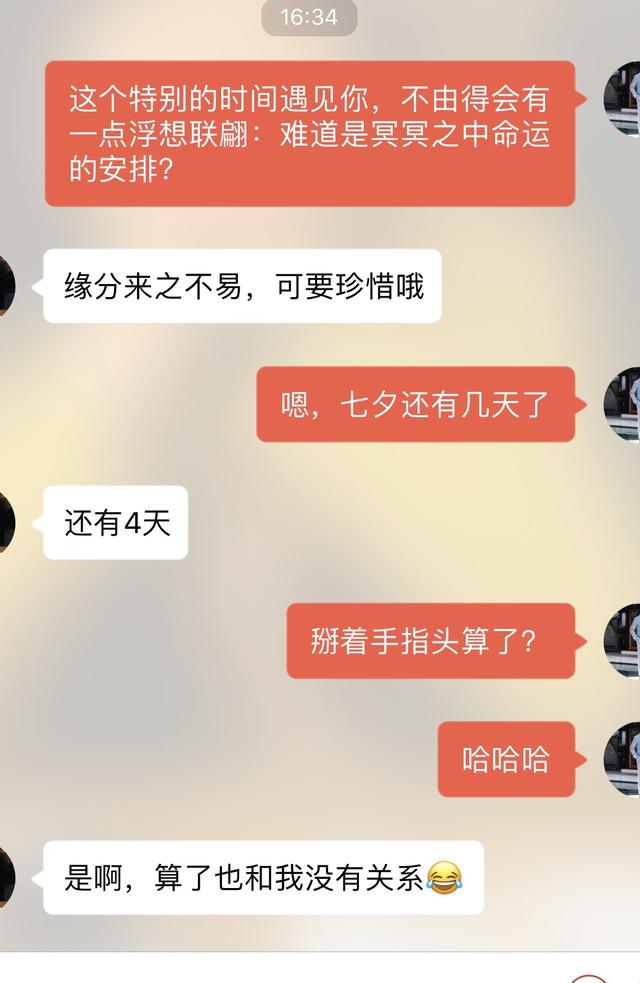 16:34
这个特别的时间遇见你，不由得会有
一点浮想联翩：难道是冥冥之中命运
的安排？
缘分来之不易，可要珍惜哦
嗯，七夕还有几天了
还有4天
掰着手指头算了？
哈哈哈
是啊，算了也和我没有关系😂